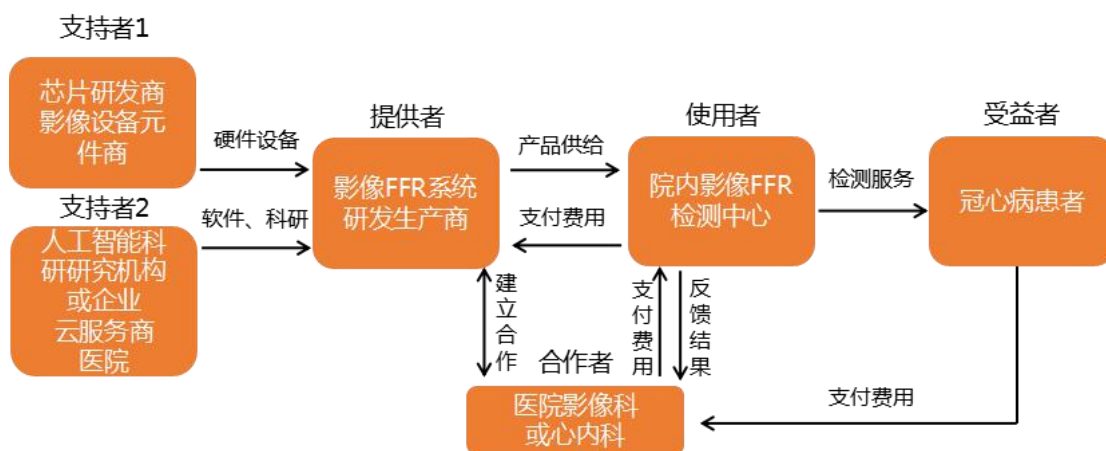 支持者1
芯片研发商
影像设备元
件商
硬件设备
支持者2
人工智能科
研研究机构
或企业
云服务商
医院
软件、科研
提供者
影像FFR系统
研发生产商
产品供给
支付费用
使用者
院内影像FFR
检测中心
检测服务
受益者
冠心病患者
建立合作
支付费用
反馈结果
合作者
医院影像科
或心内科
支付费用